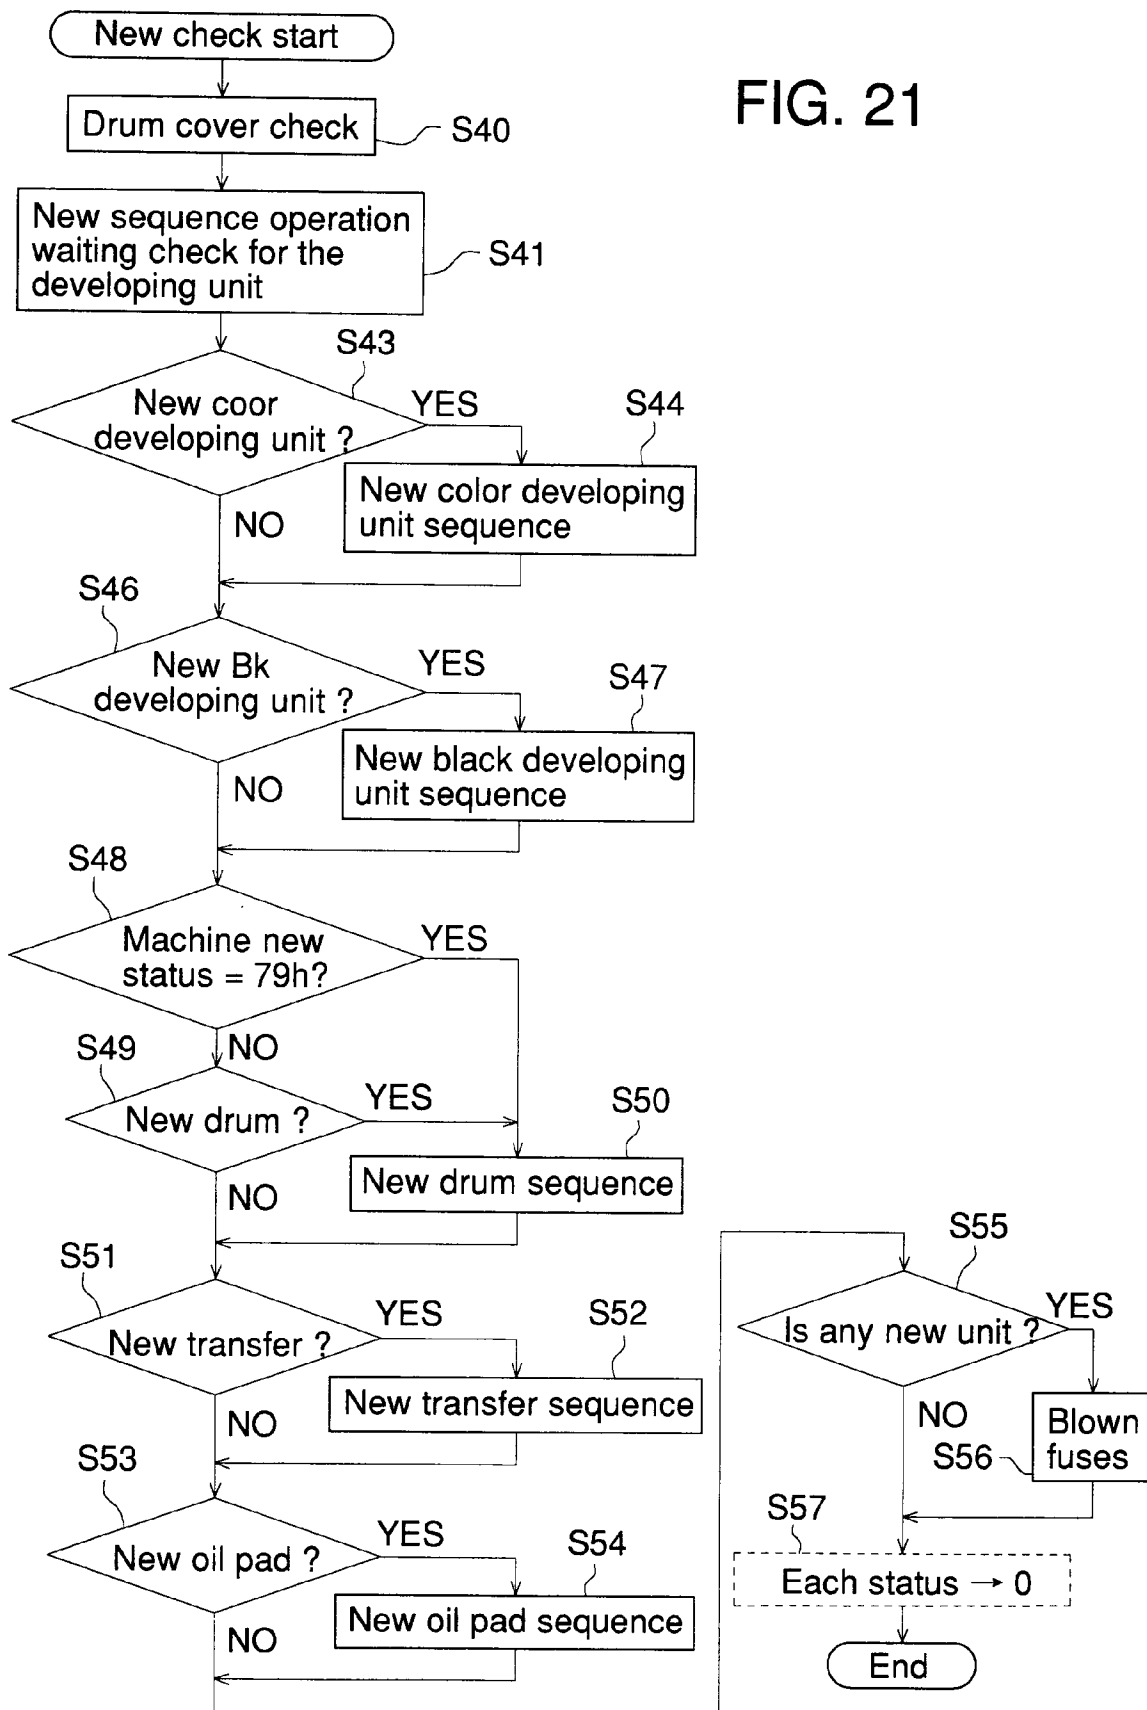 New check start
FIG. 21
Drum cover check
S40
New sequence operation
waiting check for the
developing unit
S41
S43
New coor
developing unit ?
YES
NO
S44
New color developing
unit sequence
S46
New Bk
developing unit ?
YES
NO
S47
New black developing
unit sequence
S48
Machine new
status = 79h?
YES
NO
S49
New drum ?
YES
NO
S50
New drum sequence
S51
New transfer ?
YES
NO
S52
New transfer sequence
S53
New oil pad ?
YES
NO
S54
New oil pad sequence
S55
Is any new unit ?
YES
NO
Blown
fuses
S56
S57
Each status → 0
End